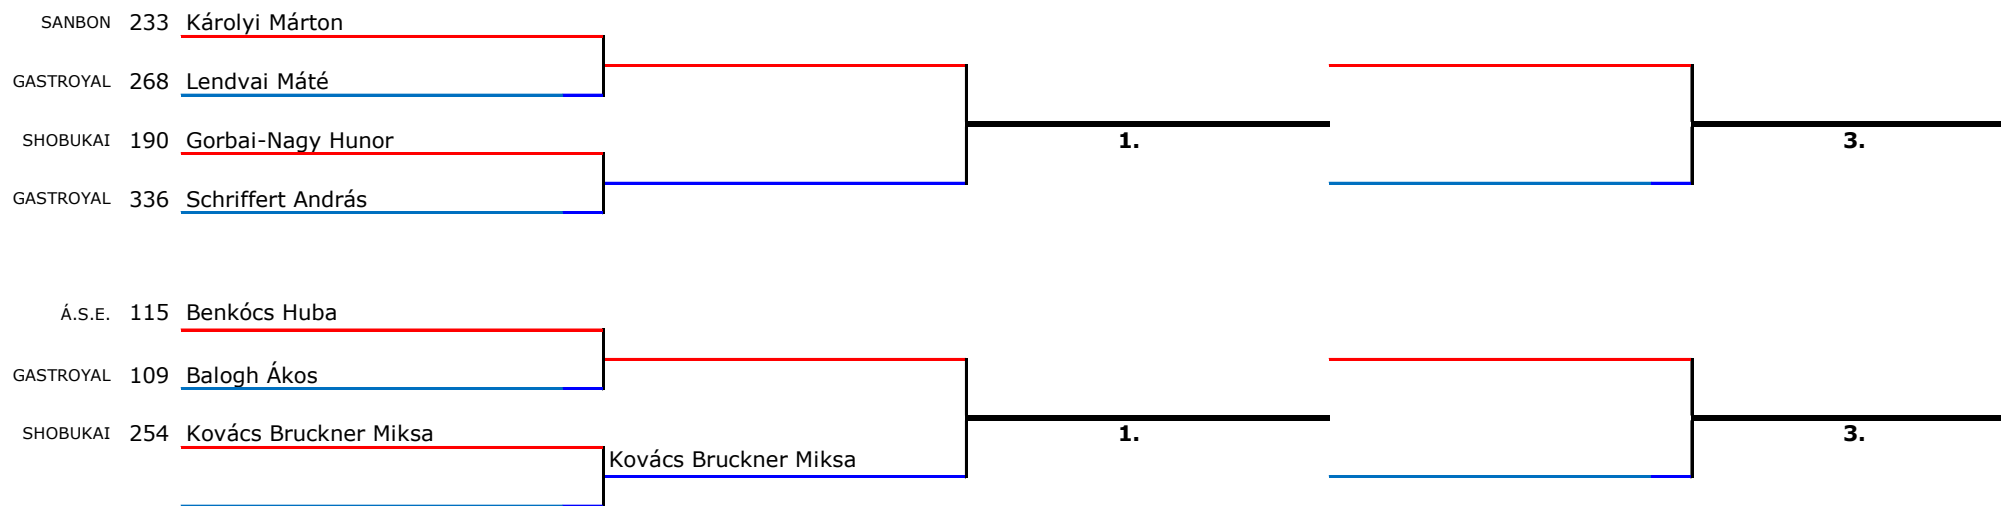 SANBON 233 Károlyi Márton
GASTROYAL 268 Lendvai Máté
SHOBUKAI 190 Gorbai-Nagy Hunor
1.
3.
GASTROYAL 336 Schriffert András
Á.S.E. 115 Benkócs Huba
GASTROYAL 109 Balogh Ákos
SHOBUKAI 254 Kovács Bruckner Miksa
1.
3.
Kovács Bruckner Miksa